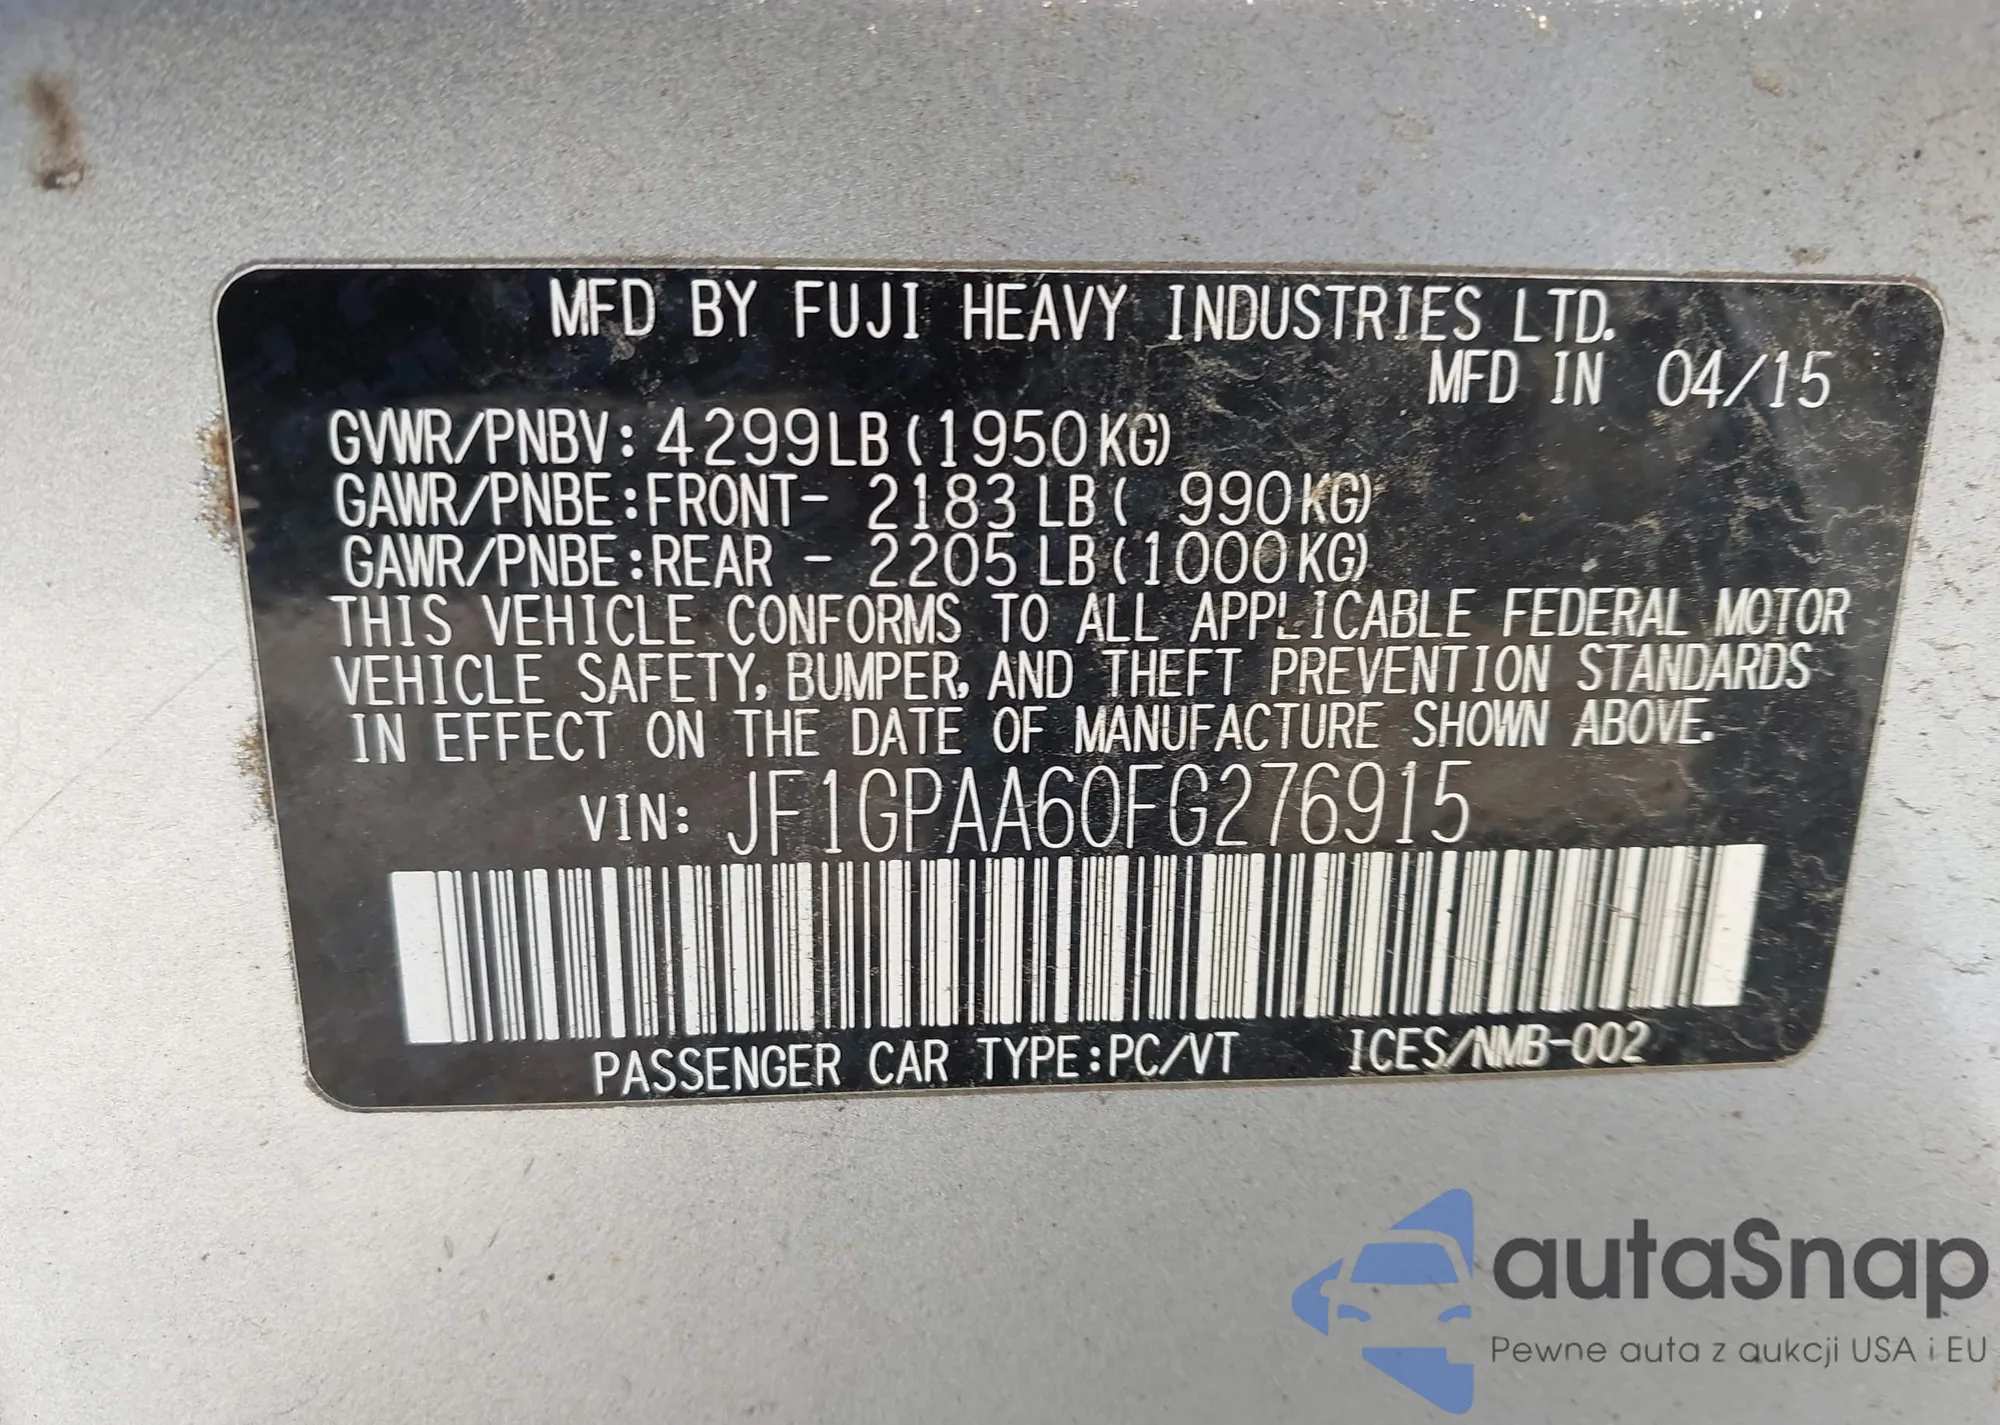 MFD BY FUJI HEAVY INDUSTRIES LTD.
MFD IN 04/15
GVWR/PNBV: 4299LB (1950KG)
GAWR/PNBE:FRONT- 2183 LB ( 990KG)
GAWR/PNBE:REAR - 2205 LB (1000KG)
THIS VEHICLE CONFORMS TO ALL APPLICABLE FEDERAL MOTOR
VEHICLE SAFETY, BUMPER, AND THEFT PREVENTION STANDARDS
IN EFFECT ON THE DATE OF MANUFACTURE SHOWN ABOVE.
VIN: JF1GPAA60FG276915
PASSENGER CAR TYPE:PC/VT ICES/NMB-002
autoSnap
Pewne auta z aukcji USA i EU